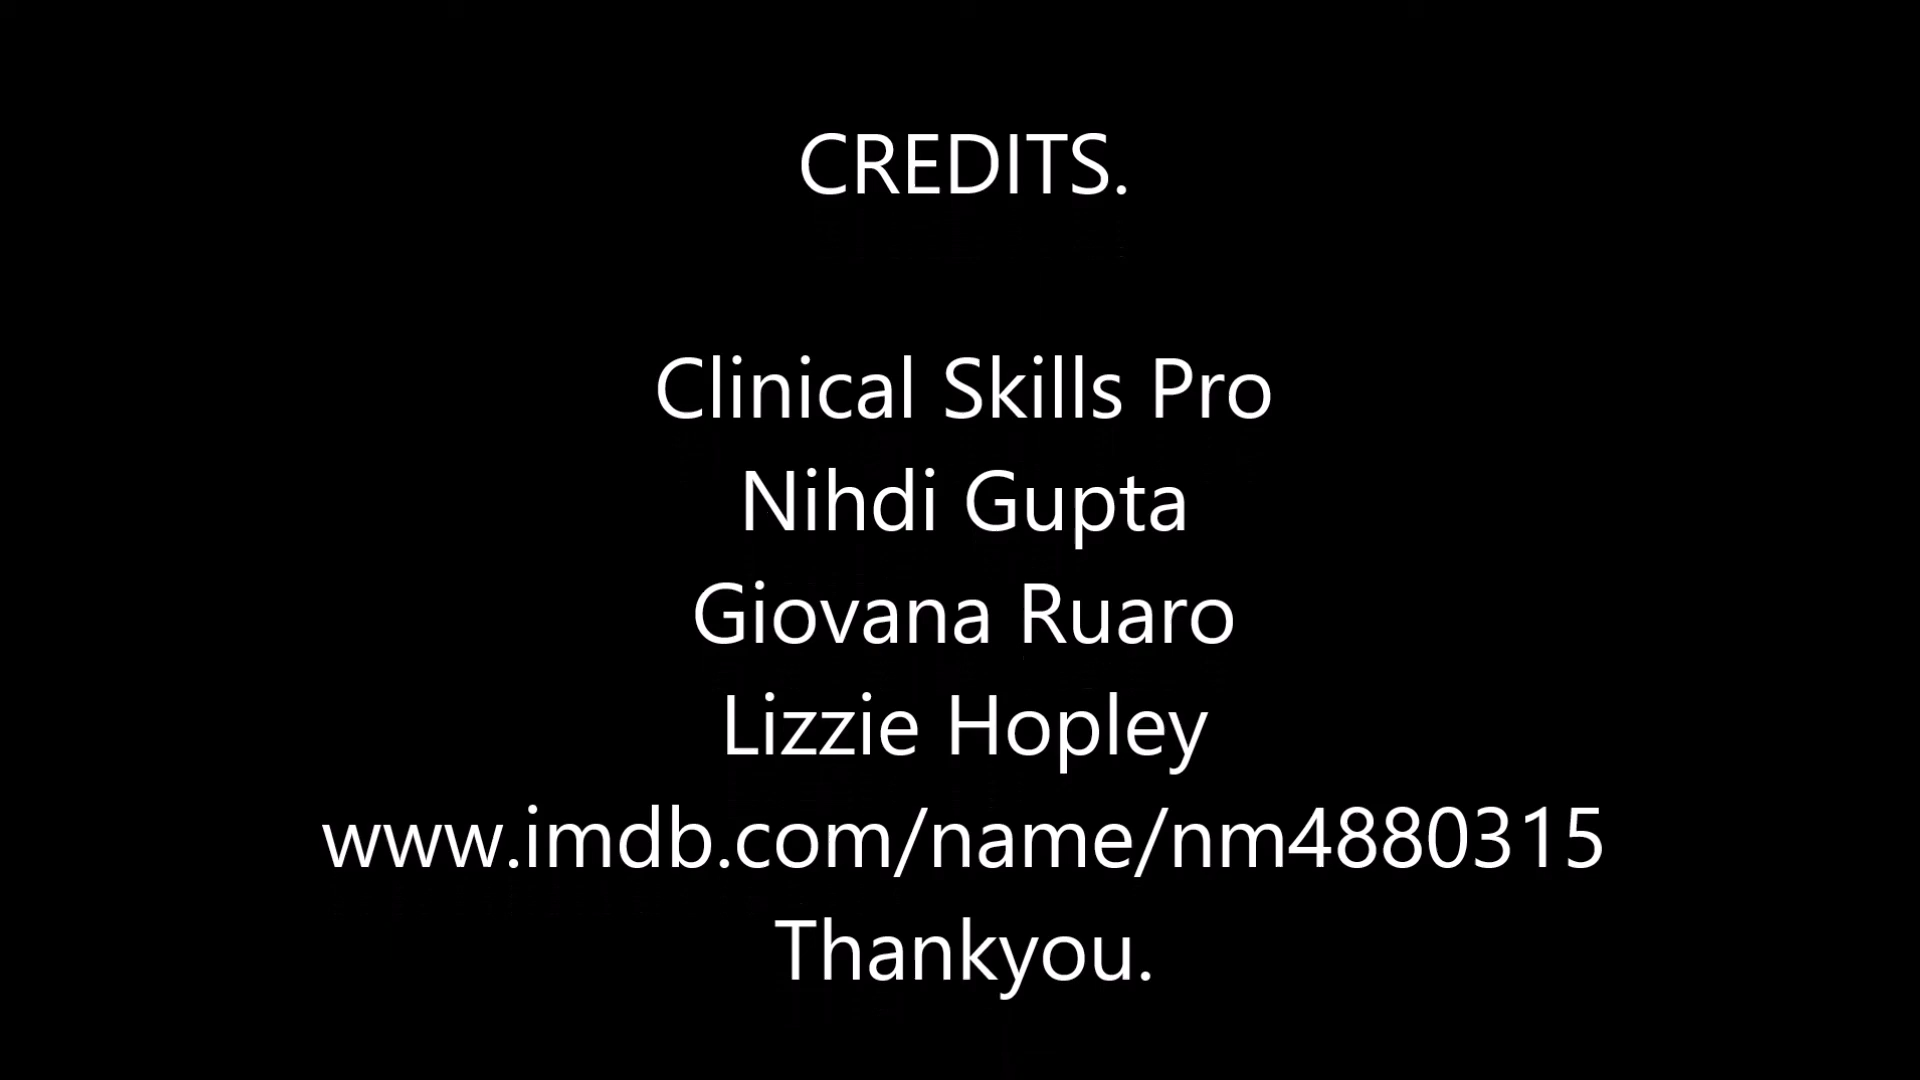 CREDITS.
Clinical Skills Pro
Nihdi Gupta
Giovana Ruaro
Lizzie Hopley
www.imdb.com/name/nm4880315
Thankyou.